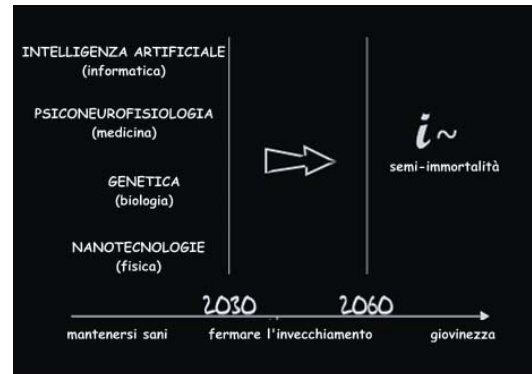 INTELLIGENZA ARTIFICIALE
(informatica)
PSICONEUROFISIOLOGIA
(medicina)
GENETICA
(biologia)
NANOTECNOLOGIE
(fisica)
i~
semi-immortalità
2030
2060
mantenersi sani
fermare l'invecchiamento
giovinezza